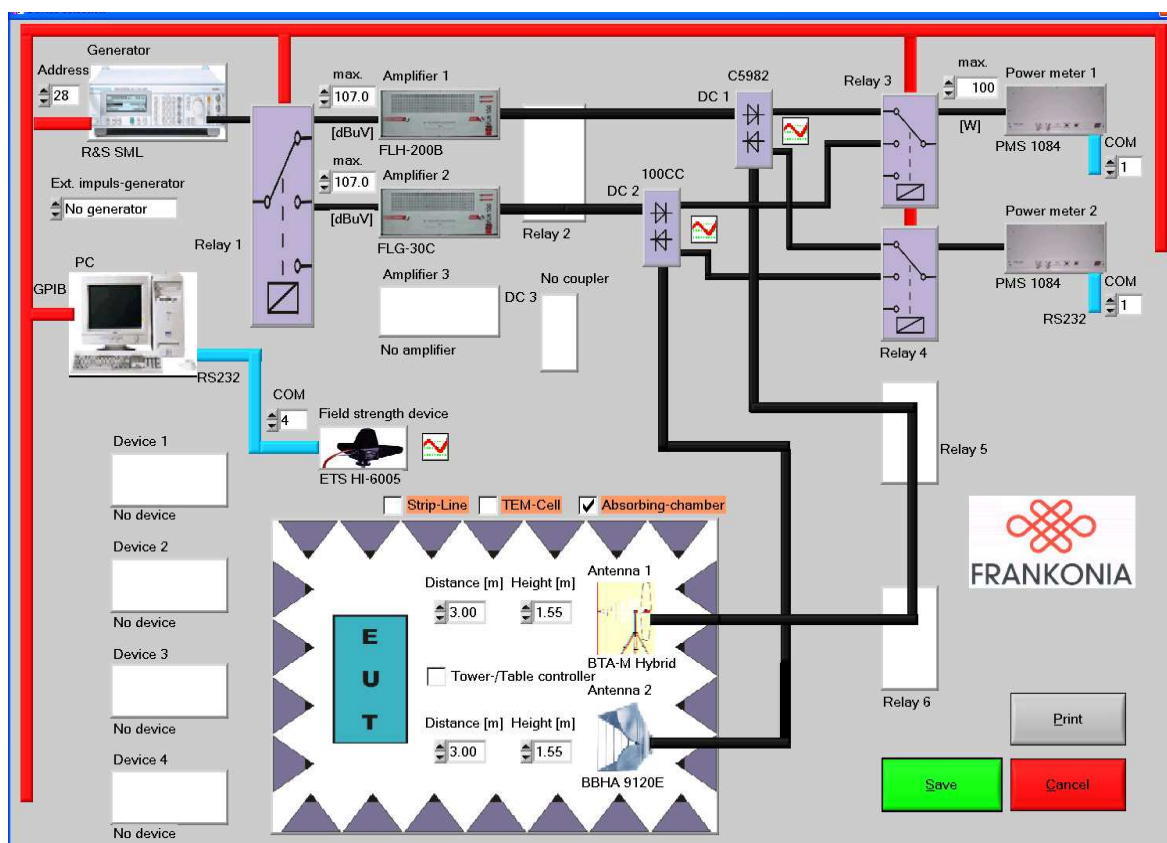 Generator
Address
28
R&S SML
Ext. impuls-generator
No generator
Relay 1
max.
107.0
[dBuV]
Amplifier 1
FLH-200B
max.
107.0
[dBuV]
Amplifier 2
FLG-30C
Relay 2
Amplifier 3
No amplifier
C5982
DC 1
100CC
DC 2
No coupler
DC 3
Relay 3
max.
100
[W]
Power meter 1
PMS 1084
COM
1
Power meter 2
PMS 1084
COM
1
RS232
Relay 4
PC
GPIB
RS232
COM
4
Field strength device
ETS HI-6005
Device 1
No device
Device 2
No device
Device 3
No device
Device 4
No device
Strip-Line
TEM-Cell
Absorbing-chamber
Distance [m]
Height [m]
3.00
1.55
Antenna 1
BTA-M Hybrid
E
U
T
Tower-/Table controller
Antenna 2
Distance [m]
Height [m]
3.00
1.55
BBHA 9120E
Relay 5
FRANKONIA
Relay 6
Print
Save
Cancel